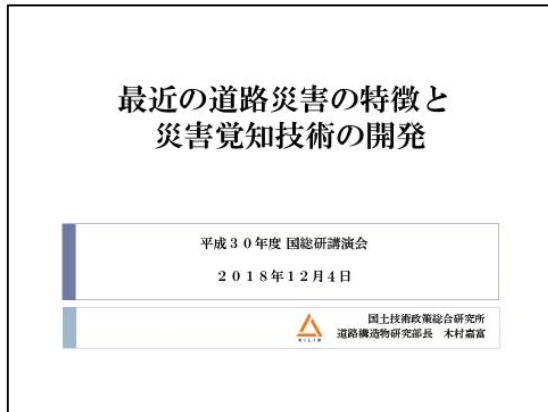 最近の道路災害の特徴と
災害覚知技術の開発
平成30年度 国総研講演会
2018年12月4日
国土技術政策総合研究所
道路構造物研究部長 木村嘉富
NILIM